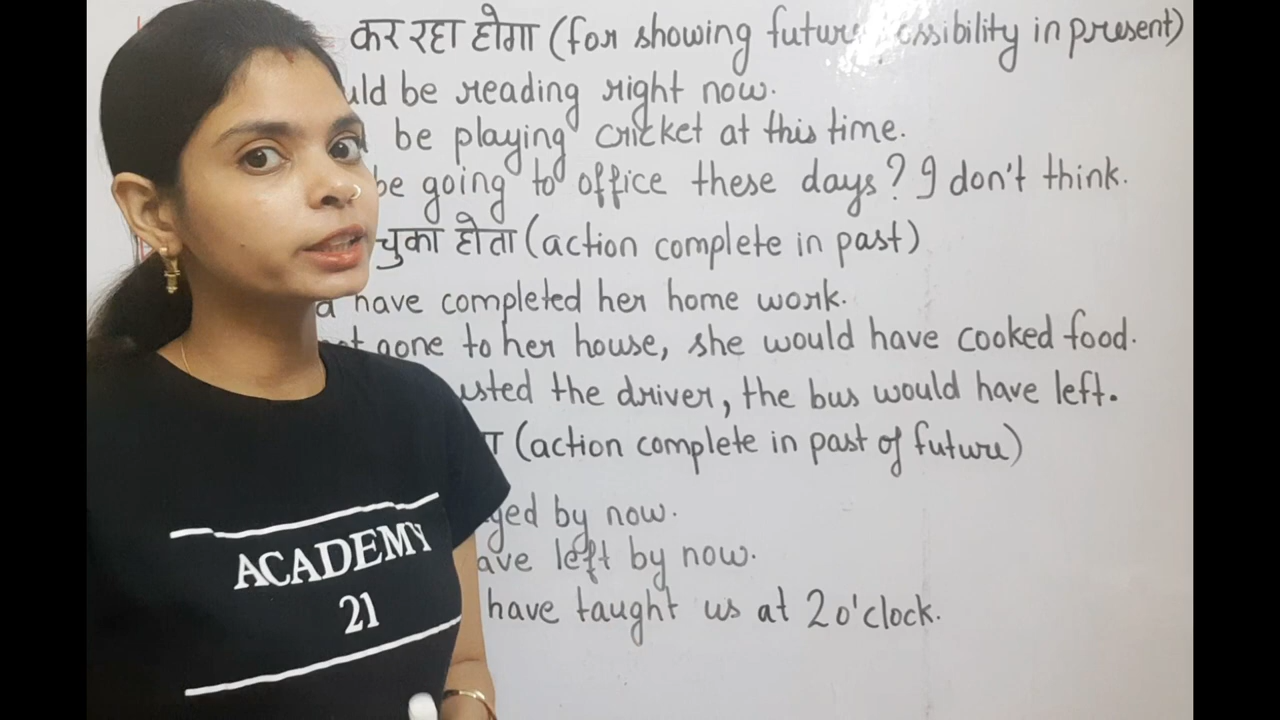 कर रहा होगा (for showing future ossibility in present)
uld be reading right now.
be playing cricket at this time.
be going to office these days? I don't think.
चुका होता (action complete in past)
have completed her home work.
gone to her house, she would have cooked food.
usted the driver, the bus would have left.
(action complete in past of future)
yed by now.
ave left by now.
have taught us at 2 o'clock.
ACADEMY
21